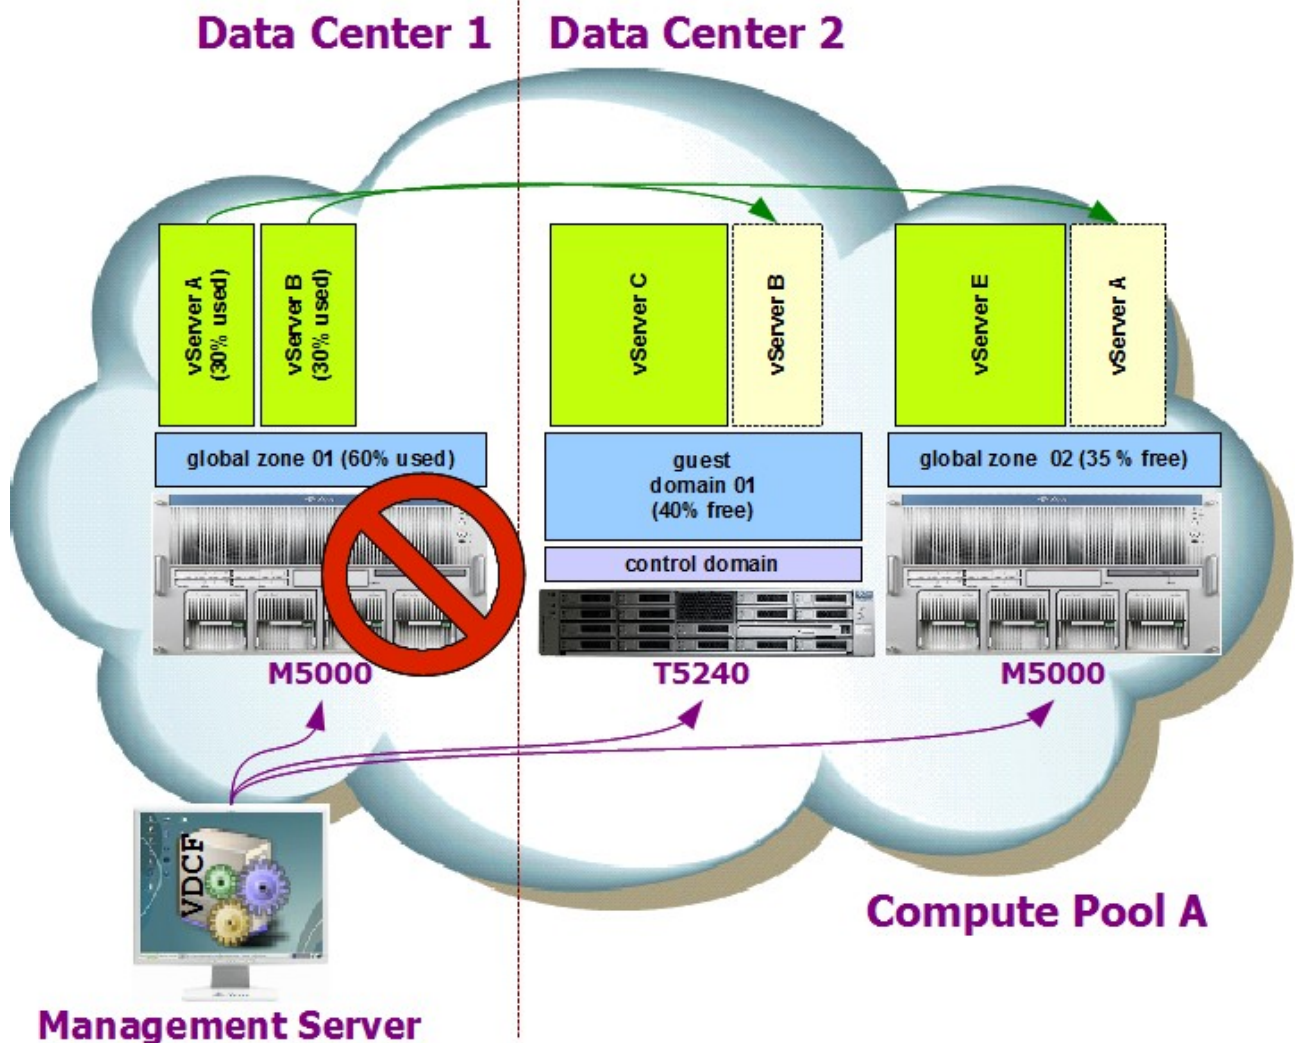 Data Center 1
Data Center 2
vServer A
(30% used)
vServer B
(30% used)
vServer C
vServer B
vServer E
vServer A
global zone 01 (60% used)
guest
domain 01
(40% free)
global zone 02 (35 % free)
control domain
M5000
T5240
M5000
VDCF
Compute Pool A
Management Server